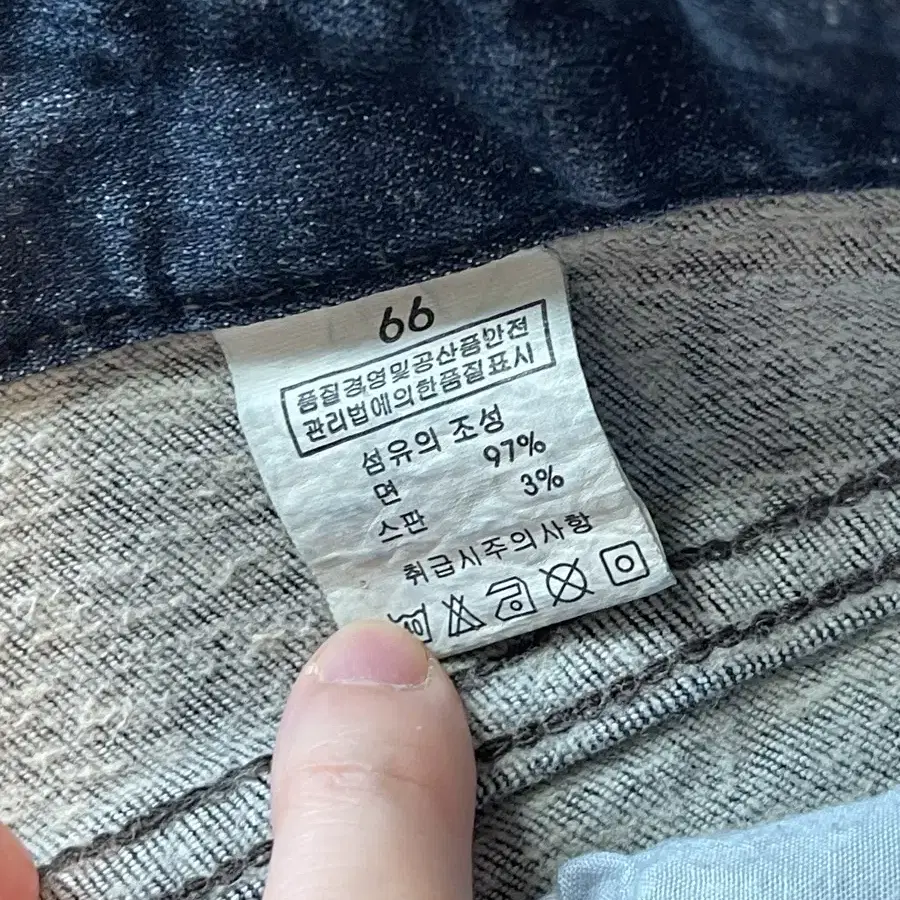 66
품질경영및공산품안전
관리법에의한품질표시
섬유의 조성
면 97%
스판 3%
취급시주의사항
40